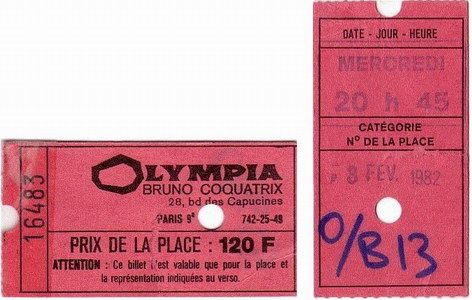 16483
OLYMPIA
BRUNO COQUATRIX
28, bd des Capucines
PARIS 9e 742-25-49
PRIX DE LA PLACE : 120 F
ATTENTION : Ce billet n'est valable que pour la place et
la représentation indiquées au verso.
DATE - JOUR - HEURE
MERCREDI
20 h 45
CATÉGORIE
No DE LA PLACE
FEV. 1982
O/B 13